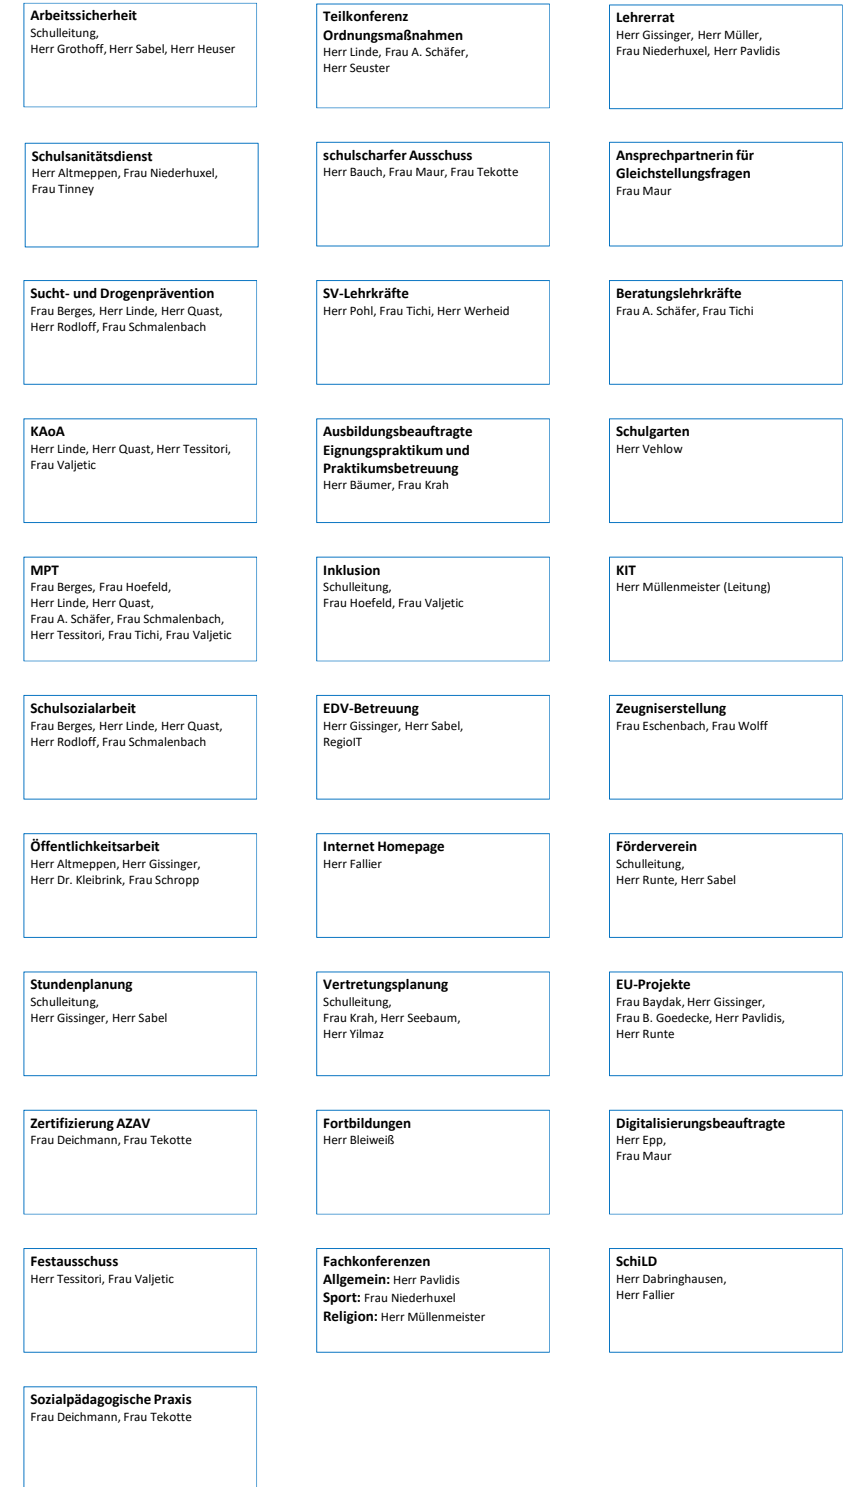 Arbeitssicherheit
Schulleitung,
Herr Grothoff, Herr Sabel, Herr Heuser
Teilkonferenz
Ordnungsmaßnahmen
Herr Linde, Frau A. Schäfer,
Herr Seuster
Lehrerrat
Herr Gissinger, Herr Müller,
Frau Niederhuxel, Herr Pavlidis
Schulsanitätsdienst
Herr Altmeppen, Frau Niederhuxel,
Frau Tinney
schulscharfer Ausschuss
Herr Bauch, Frau Maur, Frau Tekotte
Ansprechpartnerin für
Gleichstellungsfragen
Frau Maur
Sucht- und Drogenprävention
Frau Berges, Herr Linde, Herr Quast,
Herr Rodloff, Frau Schmalenbach
SV-Lehrkräfte
Herr Pohl, Frau Tichi, Herr Werheid
Beratungslehrkräfte
Frau A. Schäfer, Frau Tichi
KAoA
Herr Linde, Herr Quast, Herr Tessitori,
Frau Valjetic
Ausbildungsbeauftragte
Eignungspraktikum und
Praktikumsbetreuung
Herr Bäumer, Frau Krah
Schulgarten
Herr Vehlow
MPT
Frau Berges, Frau Hoefeld,
Herr Linde, Herr Quast,
Frau A. Schäfer, Frau Schmalenbach,
Herr Tessitori, Frau Tichi, Frau Valjetic
Inklusion
Schulleitung,
Frau Hoefeld, Frau Valjetic
KIT
Herr Müllenmeister (Leitung)
Schulsozialarbeit
Frau Berges, Herr Linde, Herr Quast,
Herr Rodloff, Frau Schmalenbach
EDV-Betreuung
Herr Gissinger, Herr Sabel,
RegioIT
Zeugniserstellung
Frau Eschenbach, Frau Wolff
Öffentlichkeitsarbeit
Herr Altmeppen, Herr Gissinger,
Herr Dr. Kleibrink, Frau Schropp
Internet Homepage
Herr Fallier
Förderverein
Schulleitung,
Herr Runte, Herr Sabel
Stundenplanung
Schulleitung,
Herr Gissinger, Herr Sabel
Vertretungsplanung
Schulleitung,
Frau Krah, Herr Seebaum,
Herr Yilmaz
EU-Projekte
Frau Baydak, Herr Gissinger,
Frau B. Goedecke, Herr Pavlidis,
Herr Runte
Zertifizierung AZAV
Frau Deichmann, Frau Tekotte
Fortbildungen
Herr Bleiweiß
Digitalisierungsbeauftragte
Herr Epp,
Frau Maur
Festausschuss
Herr Tessitori, Frau Valjetic
Fachkonferenzen
Allgemein: Herr Pavlidis
Sport: Frau Niederhuxel
Religion: Herr Müllenmeister
SchiLD
Herr Dabringhausen,
Herr Fallier
Sozialpädagogische Praxis
Frau Deichmann, Frau Tekotte